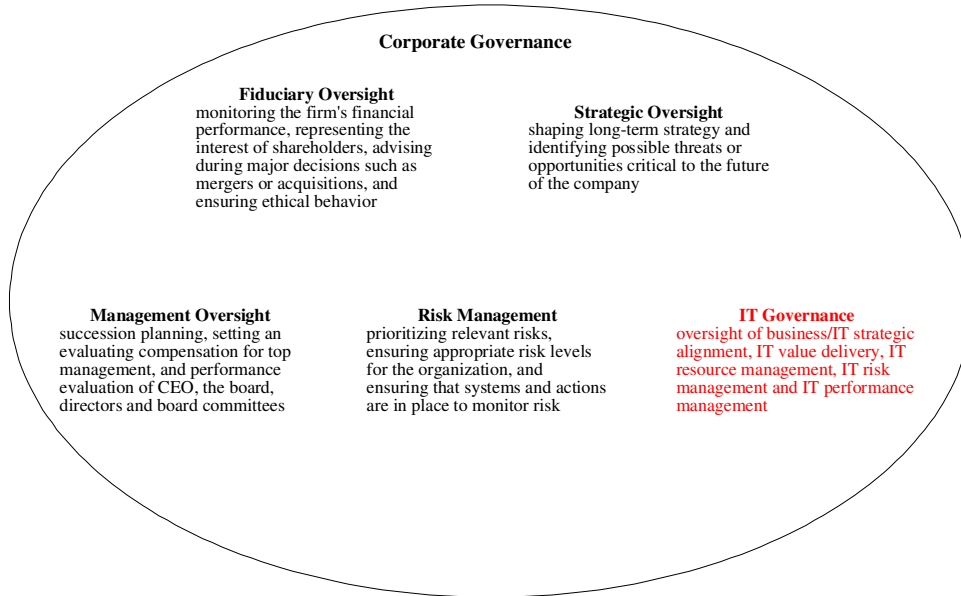 Corporate Governance
Fiduciary Oversight
monitoring the firm's financial
performance, representing the
interest of shareholders, advising
during major decisions such as
mergers or acquisitions, and
ensuring ethical behavior
Strategic Oversight
shaping long-term strategy and
identifying possible threats or
opportunities critical to the future
of the company
Management Oversight
succession planning, setting an
evaluating compensation for top
management, and performance
evaluation of CEO, the board,
directors and board committees
Risk Management
prioritizing relevant risks,
ensuring appropriate risk levels
for the organization, and
ensuring that systems and actions
are in place to monitor risk
IT Governance
oversight of business/IT strategic
alignment, IT value delivery, IT
resource management, IT risk
management and IT performance
management